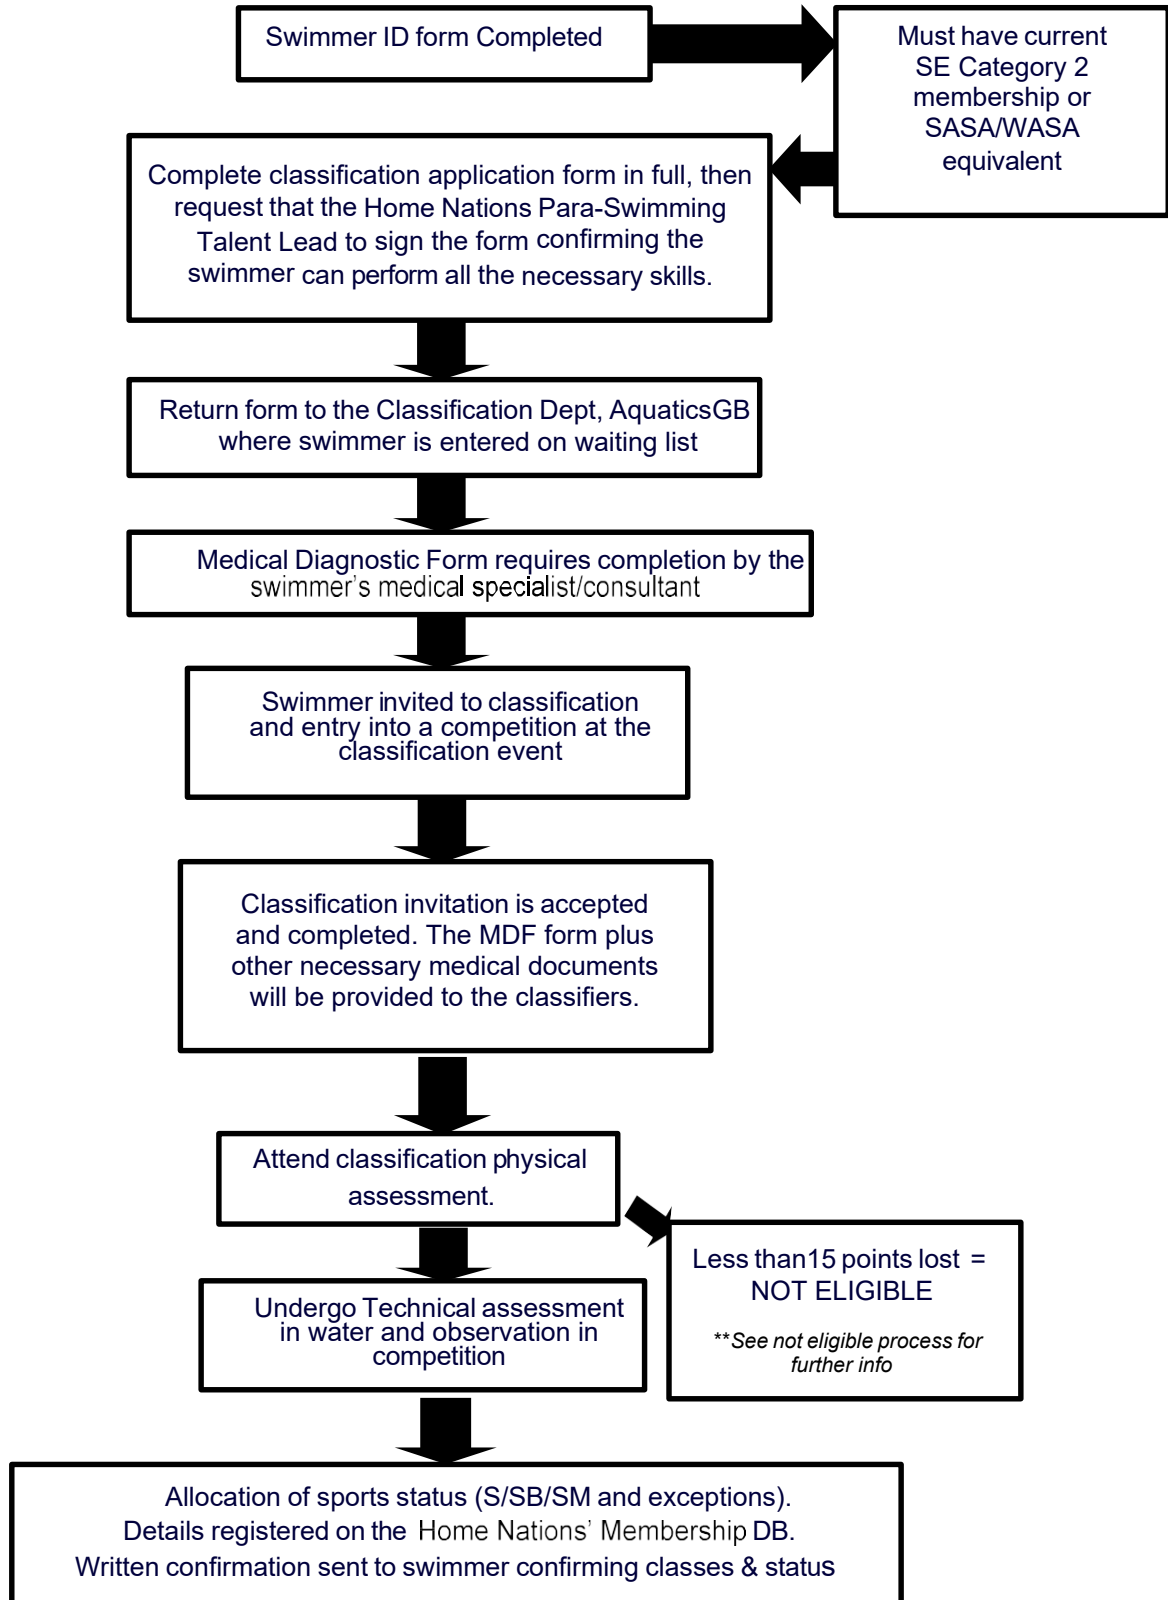 Swimmer ID form Completed
Must have current
SE Category 2
membership or
SASA/WASA
equivalent
Complete classification application form in full, then
request that the Home Nations Para-Swimming
Talent Lead to sign the form confirming the
swimmer can perform all the necessary skills.
Return form to the Classification Dept, AquaticsGB
where swimmer is entered on waiting list
Medical Diagnostic Form requires completion by the
swimmer's medical specialist/consultant
Swimmer invited to classification
and entry into a competition at the
classification event
Classification invitation is accepted
and completed. The MDF form plus
other necessary medical documents
will be provided to the classifiers.
Attend classification physical
assessment.
Less than15 points lost =
NOT ELIGIBLE
**See not eligible process for
further info
Undergo Technical assessment
in water and observation in
competition
Allocation of sports status (S/SB/SM and exceptions).
Details registered on the Home Nations' Membership DB.
Written confirmation sent to swimmer confirming classes & status